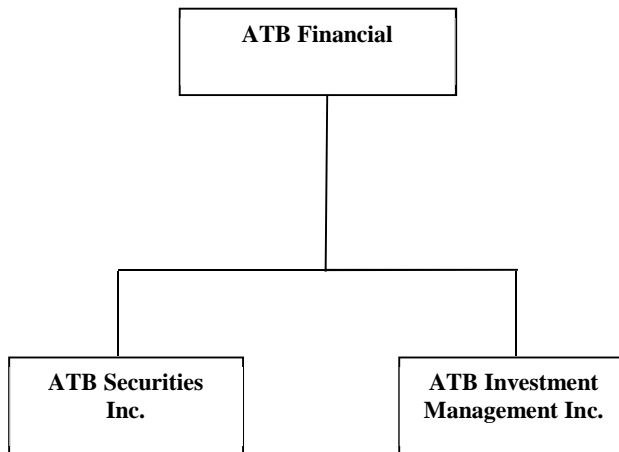 ATB Financial
ATB Securities
Inc.
ATB Investment
Management Inc.